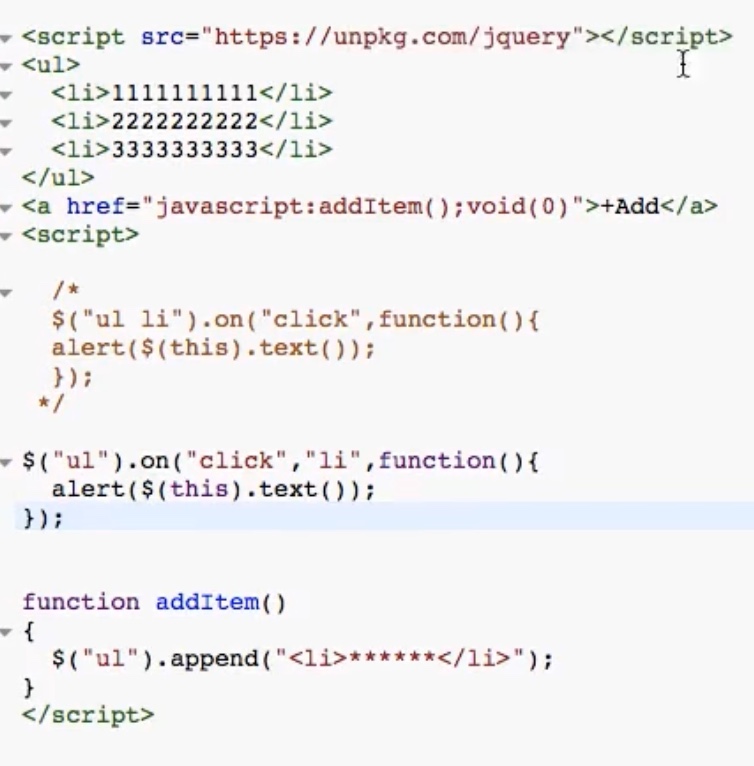 <script src="https://unpkg.com/jquery"></script>
<ul>
<li>1111111111</li>
<li>2222222222</li>
<li>3333333333</li>
</ul>
<a href="javascript:addItem();void(0)">+Add</a>
<script>
/*
$("ul li").on("click",function(){
alert($(this).text());
});
*/
$("ul").on("click","li",function(){
alert($(this).text());
});
function addItem()
{
$("ul").append("<li>******</li>");
}
</script>